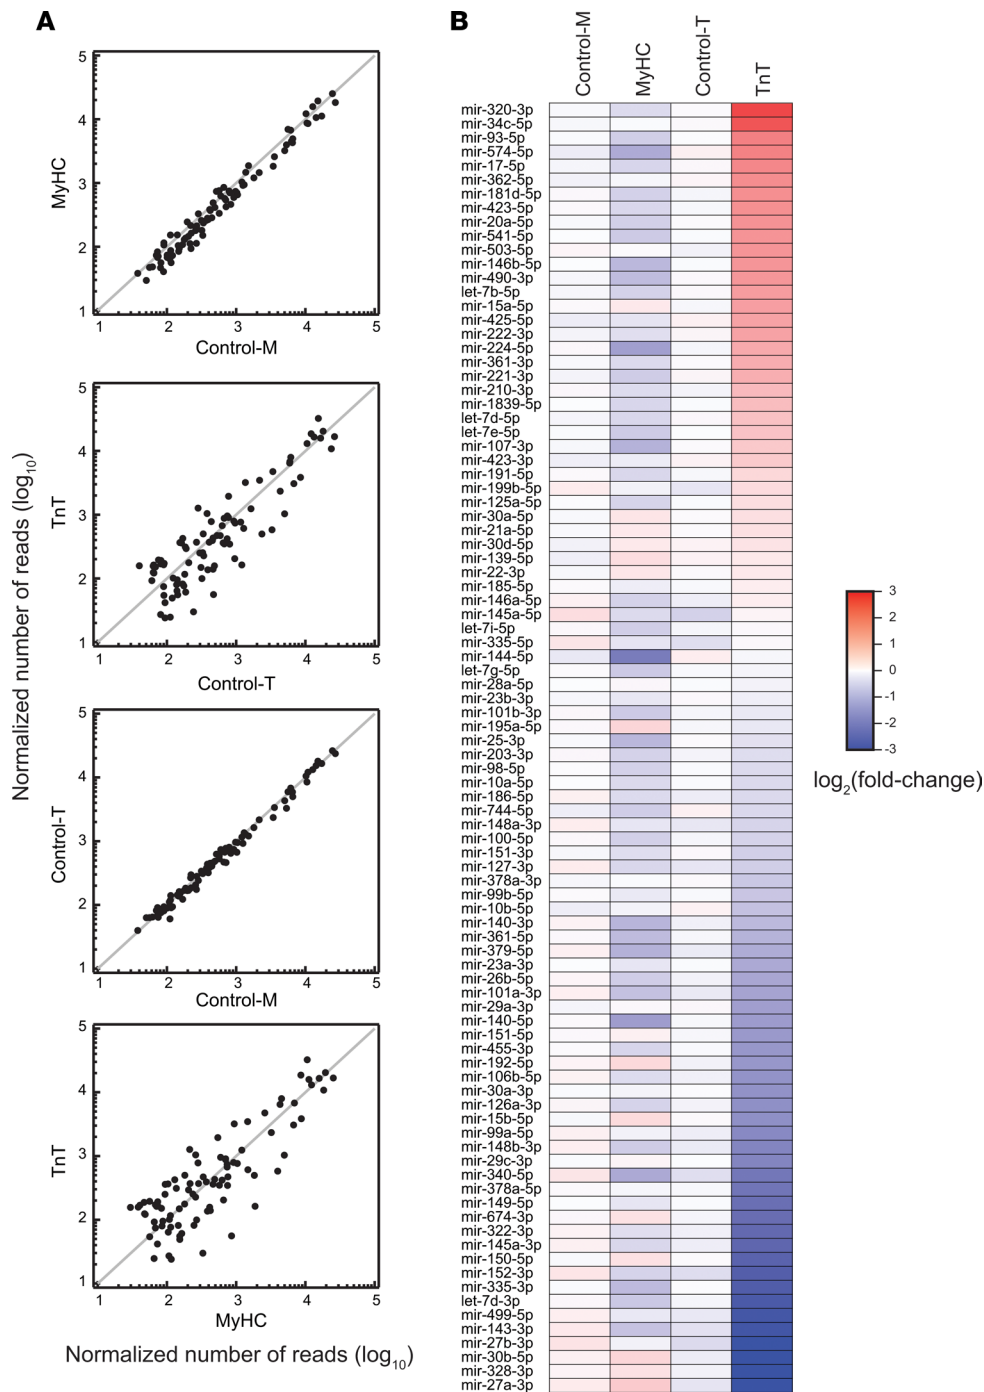 A
5
4
3
2
1
MyHC
1 2 3 4 5
Control-M
5
4
3
2
1
TnT
1 2 3 4 5
Control-T
5
4
3
2
1
Control-T
1 2 3 4 5
Control-M
5
4
3
2
1
TnT
1 2 3 4 5
MyHC
Normalized number of reads (log10)
Normalized number of reads (log10)
B
Control-M
MyHC
Control-T
TnT
mir-320-3p
mir-34c-5p
mir-93-5p
mir-574-5p
mir-17-5p
mir-362-5p
mir-181d-5p
mir-423-5p
mir-20a-5p
mir-541-5p
mir-503-5p
mir-146b-5p
mir-490-3p
let-7b-5p
mir-15a-5p
mir-425-5p
mir-222-3p
mir-224-5p
mir-361-3p
mir-221-3p
mir-210-3p
mir-1839-5p
let-7d-5p
let-7e-5p
mir-107-3p
mir-423-3p
mir-191-5p
mir-199b-5p
mir-125a-5p
mir-30a-5p
mir-21a-5p
mir-30d-5p
mir-139-5p
mir-22-3p
mir-185-5p
mir-146a-5p
mir-145a-5p
let-7i-5p
mir-335-5p
mir-144-5p
let-7g-5p
mir-28a-5p
mir-23b-3p
mir-101b-3p
mir-195a-5p
mir-25-3p
mir-203-3p
mir-98-5p
mir-10a-5p
mir-186-5p
mir-744-5p
mir-148a-3p
mir-100-5p
mir-151-3p
mir-127-3p
mir-378a-3p
mir-99b-5p
mir-10b-5p
mir-140-3p
mir-361-5p
mir-379-5p
mir-23a-3p
mir-26b-5p
mir-101a-3p
mir-29a-3p
mir-140-5p
mir-151-5p
mir-455-3p
mir-192-5p
mir-106b-5p
mir-30a-3p
mir-126a-3p
mir-15b-5p
mir-99a-5p
mir-148b-3p
mir-29c-3p
mir-340-5p
mir-378a-5p
mir-149-5p
mir-674-3p
mir-322-3p
mir-145a-3p
mir-150-5p
mir-152-3p
mir-335-3p
let-7d-3p
mir-499-5p
mir-143-3p
mir-27b-3p
mir-30b-5p
mir-328-3p
mir-27a-3p
3
2
1
0
-1
-2
-3
log2(fold-change)